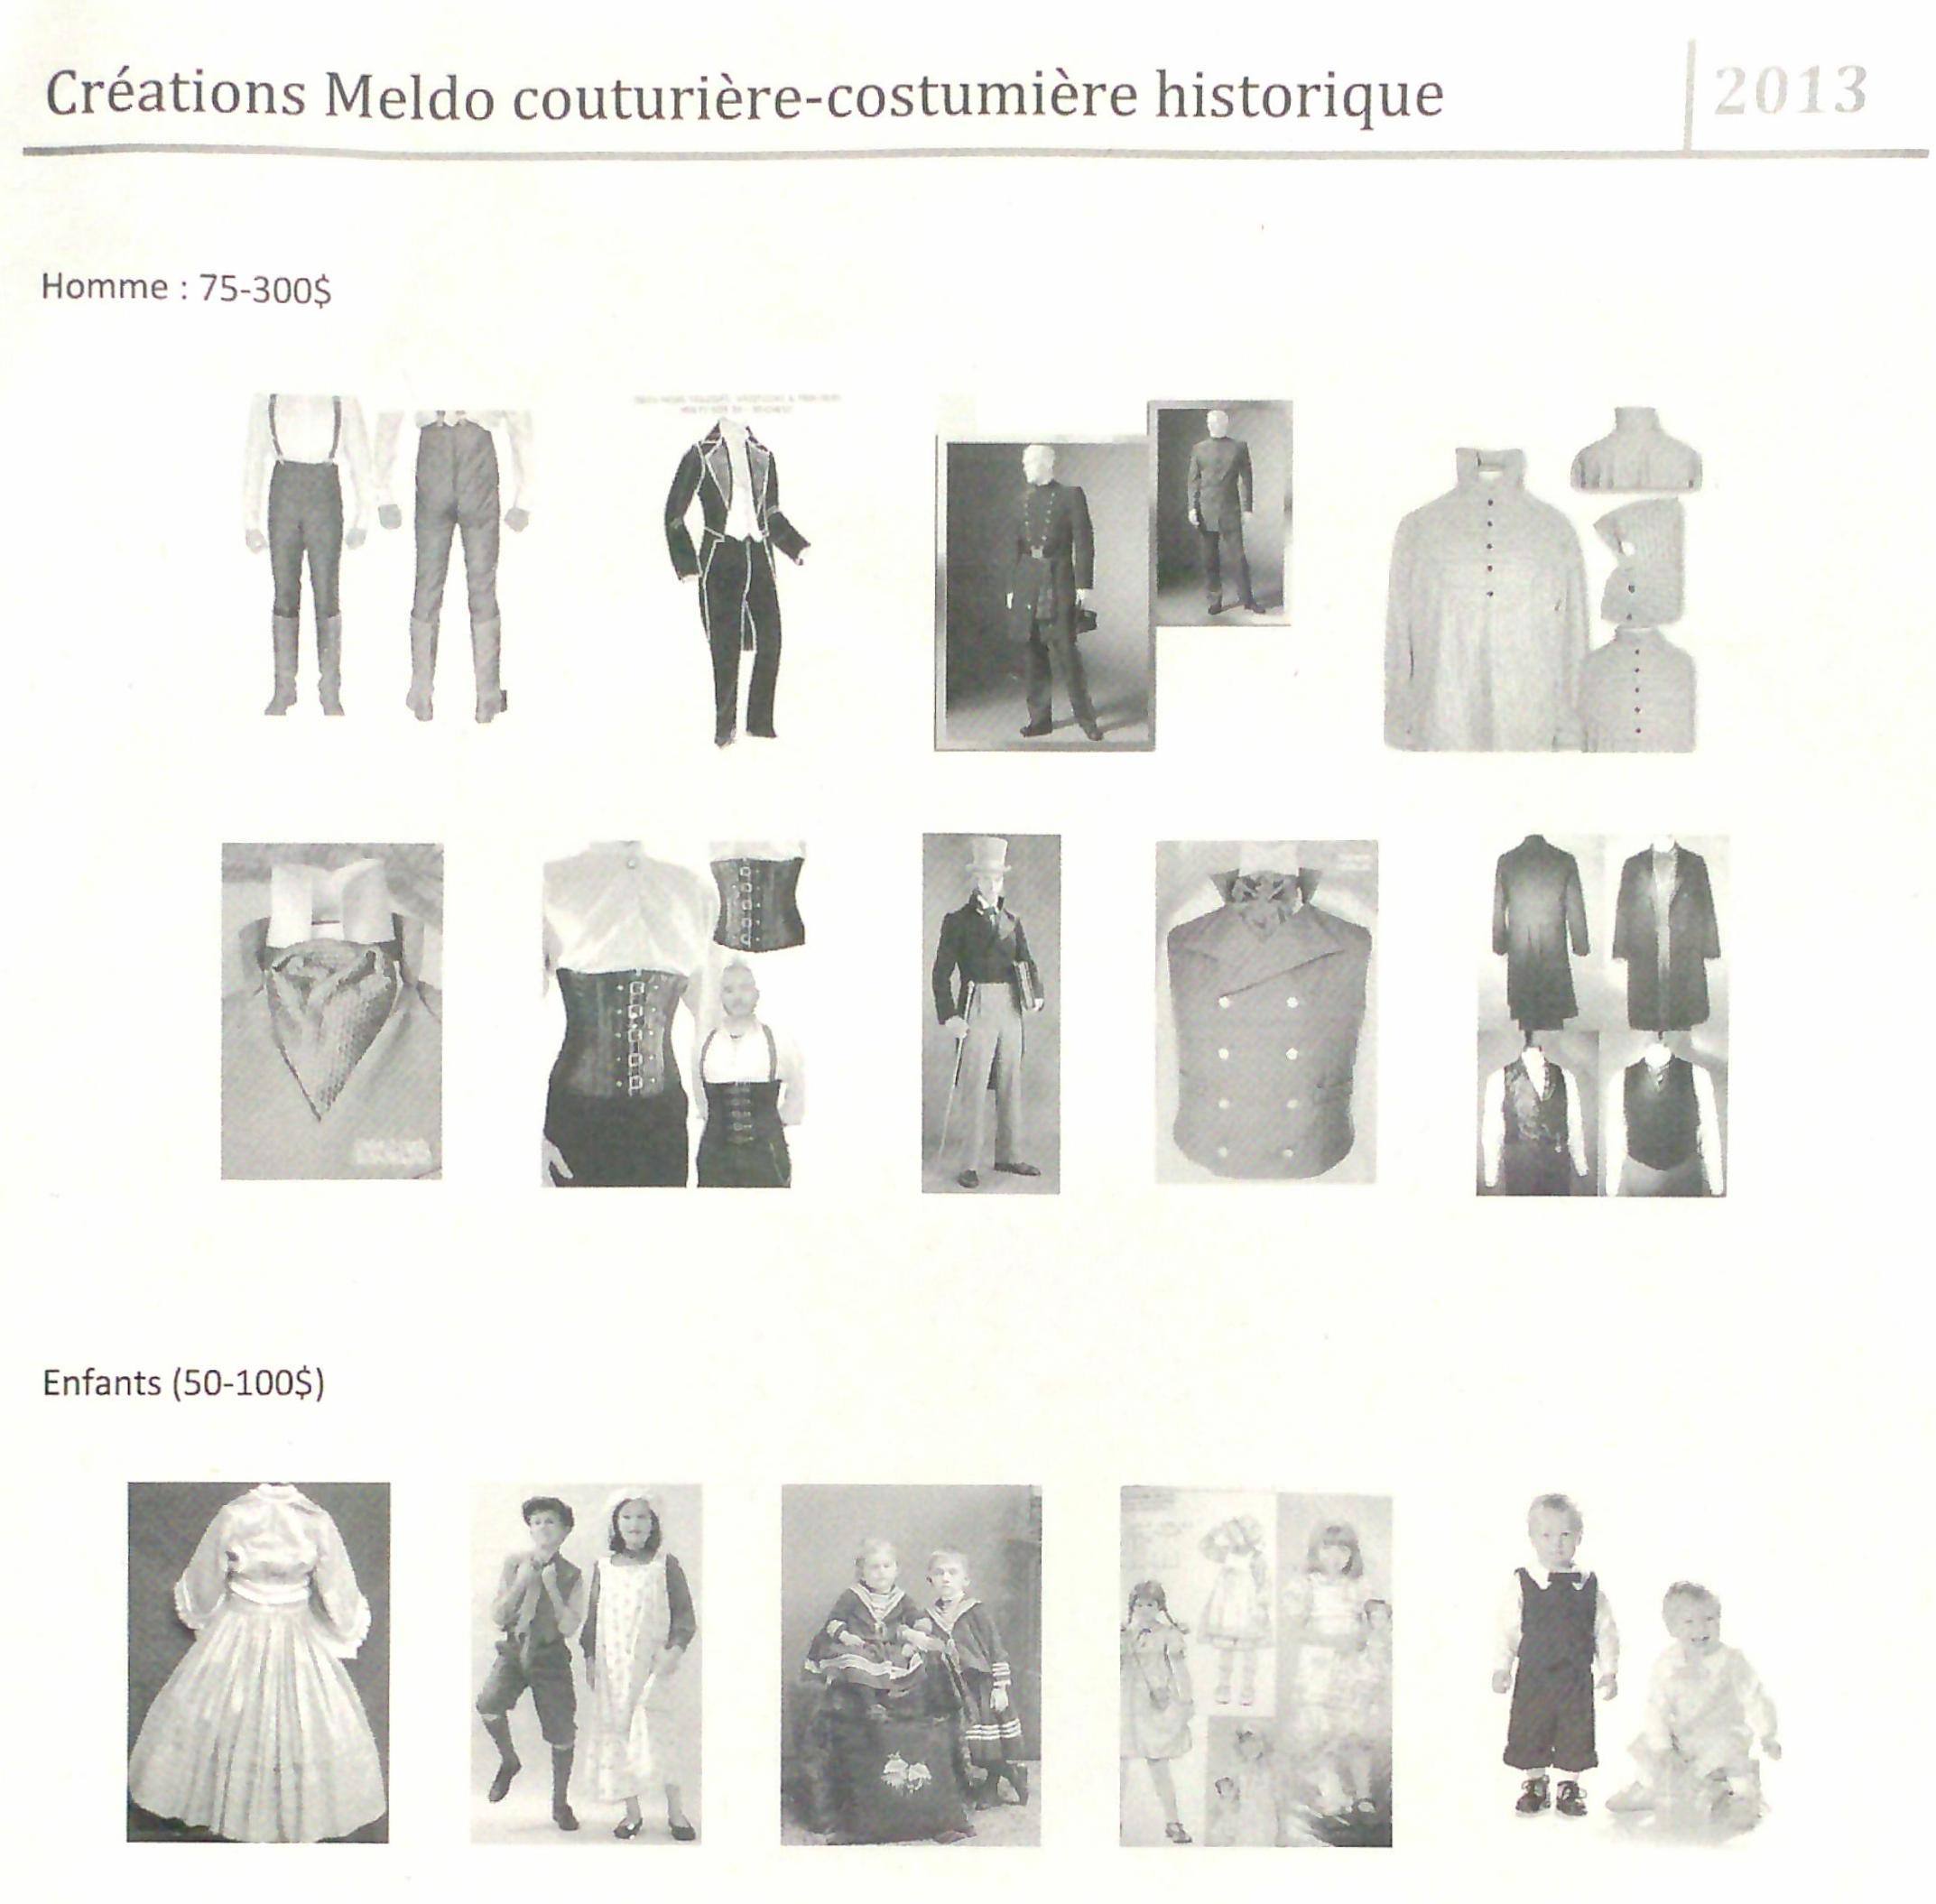 Créations Meldo couturière-costumière historique 2013
Homme : 75-300$
Enfants (50-100$)